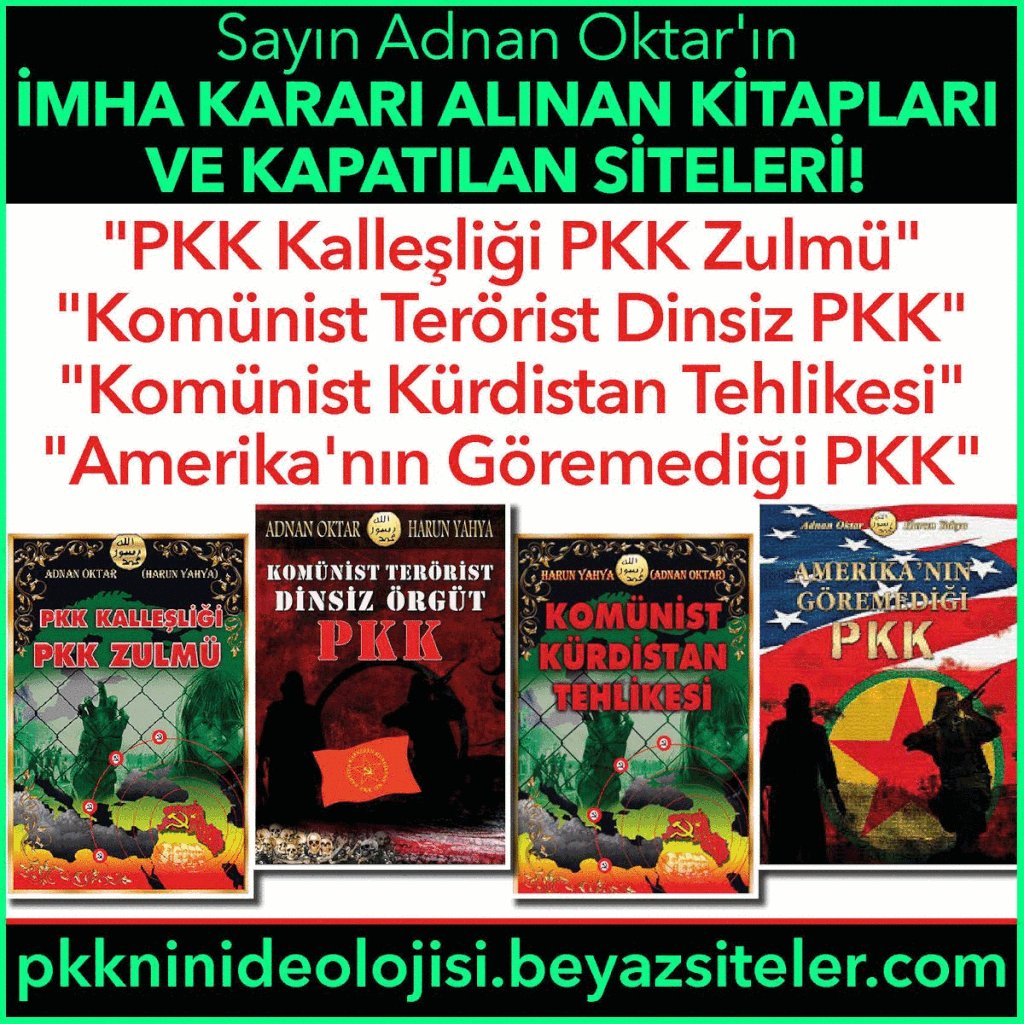 Sayın Adnan Oktar'ın
İMHA KARARI ALINAN KİTAPLARI
VE KAPATILAN SİTELERİ!
"PKK Kalleşliği PKK Zulmü"
"Komünist Terörist Dinsiz PKK"
"Komünist Kürdistan Tehlikesi"
"Amerika'nın Göremediği PKK"
ADNAN OKTAR (HARUN YAHYA)
PKK KALLEŞLİĞİ
PKK ZULMÜ
ADNAN OKTAR HARUN YAHYA
KOMÜNİST TERÖRİST
DİNSİZ ÖRGÜT
PKK
HARUN YAHYA (ADNAN OKTAR)
KOMÜNİST
KÜRDİSTAN
TEHLİKESİ
Adnan Oktar Harun Yahya
AMERİKA'NIN
GÖREMEDİĞİ
PKK
pkkninideolojisi.beyazsiteler.com